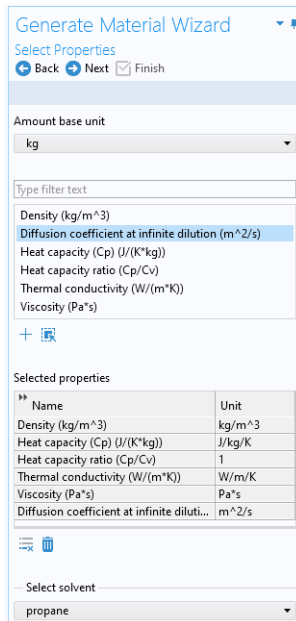 Generate Material Wizard
Select Properties
Back Next Finish
Amount base unit
kg
Type filter text
Density (kg/m^3)
Diffusion coefficient at infinite dilution (m^2/s)
Heat capacity (Cp) (J/(K*kg))
Heat capacity ratio (Cp/Cv)
Thermal conductivity (W/(m*K))
Viscosity (Pa*s)
Selected properties
Name Unit
Density (kg/m^3) kg/m^3
Heat capacity (Cp) (J/(K*kg)) J/kg/K
Heat capacity ratio (Cp/Cv) 1
Thermal conductivity (W/(m*K)) W/m/K
Viscosity (Pa*s) Pa*s
Diffusion coefficient at infinite diluti... m^2/s
Select solvent
propane